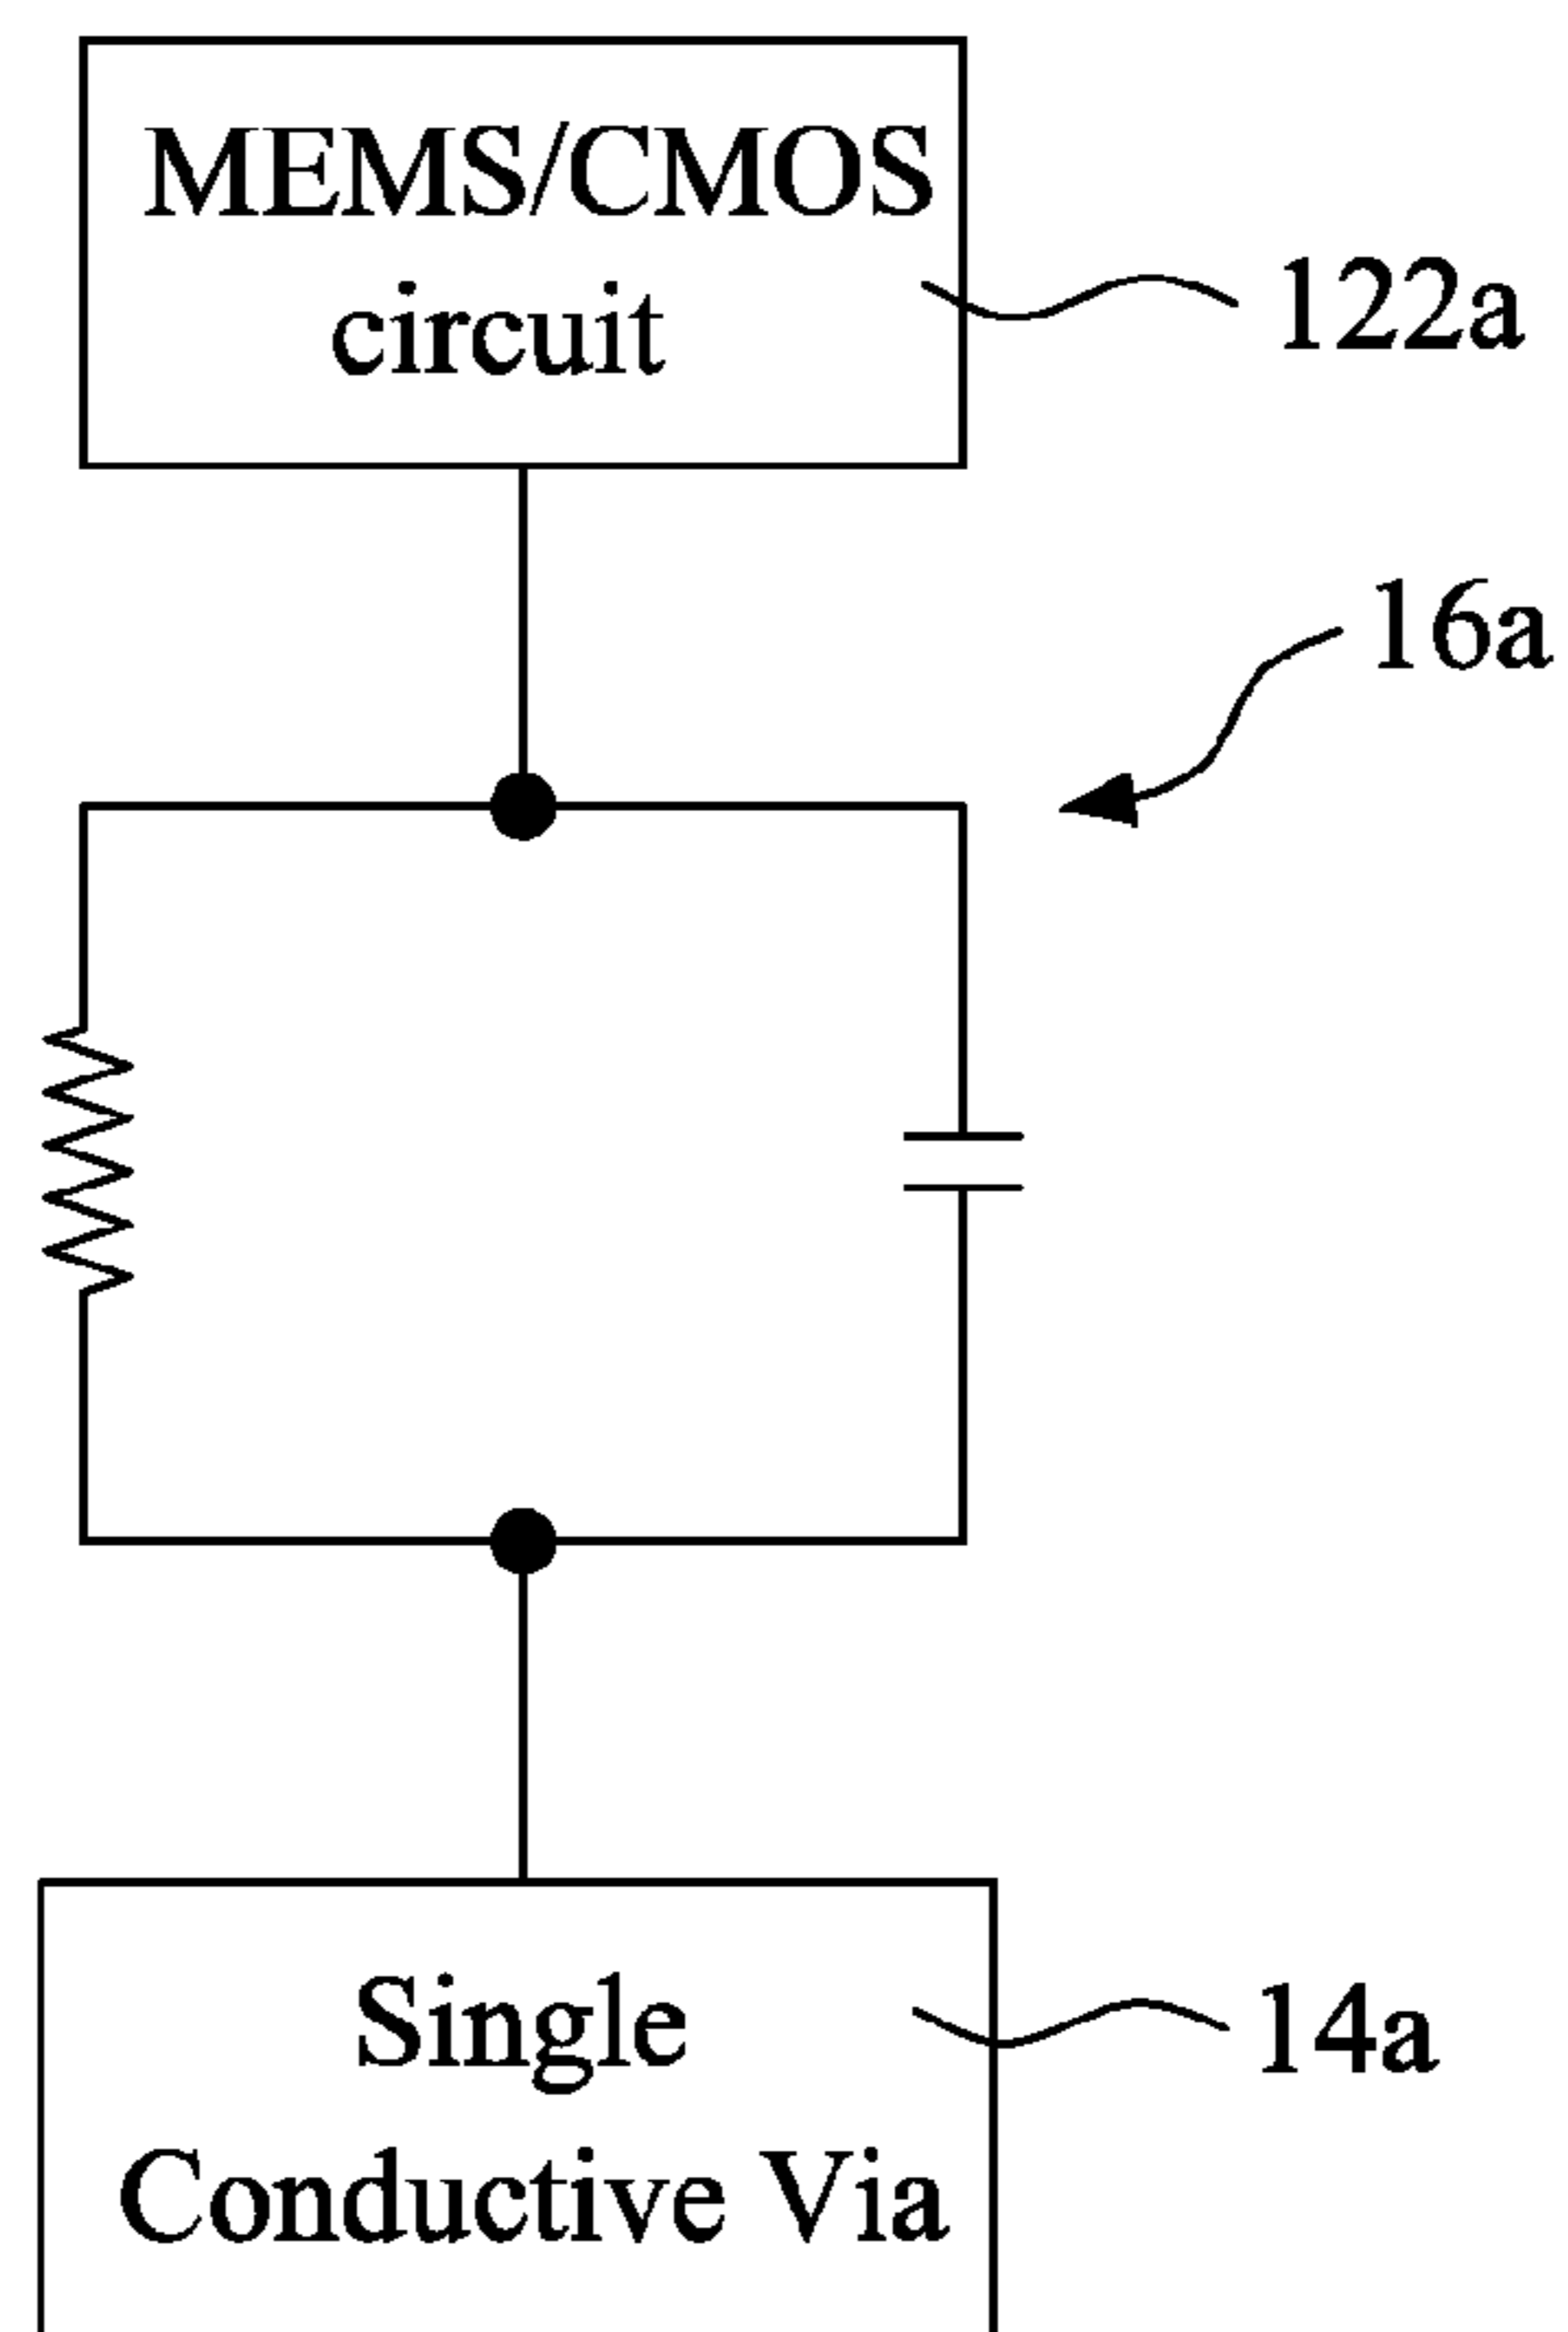 MEMS/CMOS
circuit
122a
16a
Single
14a
Conductive Via